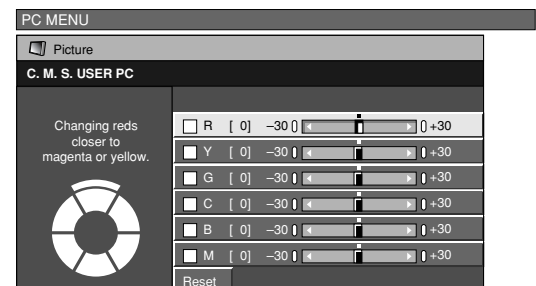 PC MENU
Picture
C. M. S. USER PC
Changing reds
closer to
magenta or yellow.
R [ 0] –30 +30
Y [ 0] –30 +30
G [ 0] –30 +30
C [ 0] –30 +30
B [ 0] –30 +30
M [ 0] –30 +30
Reset